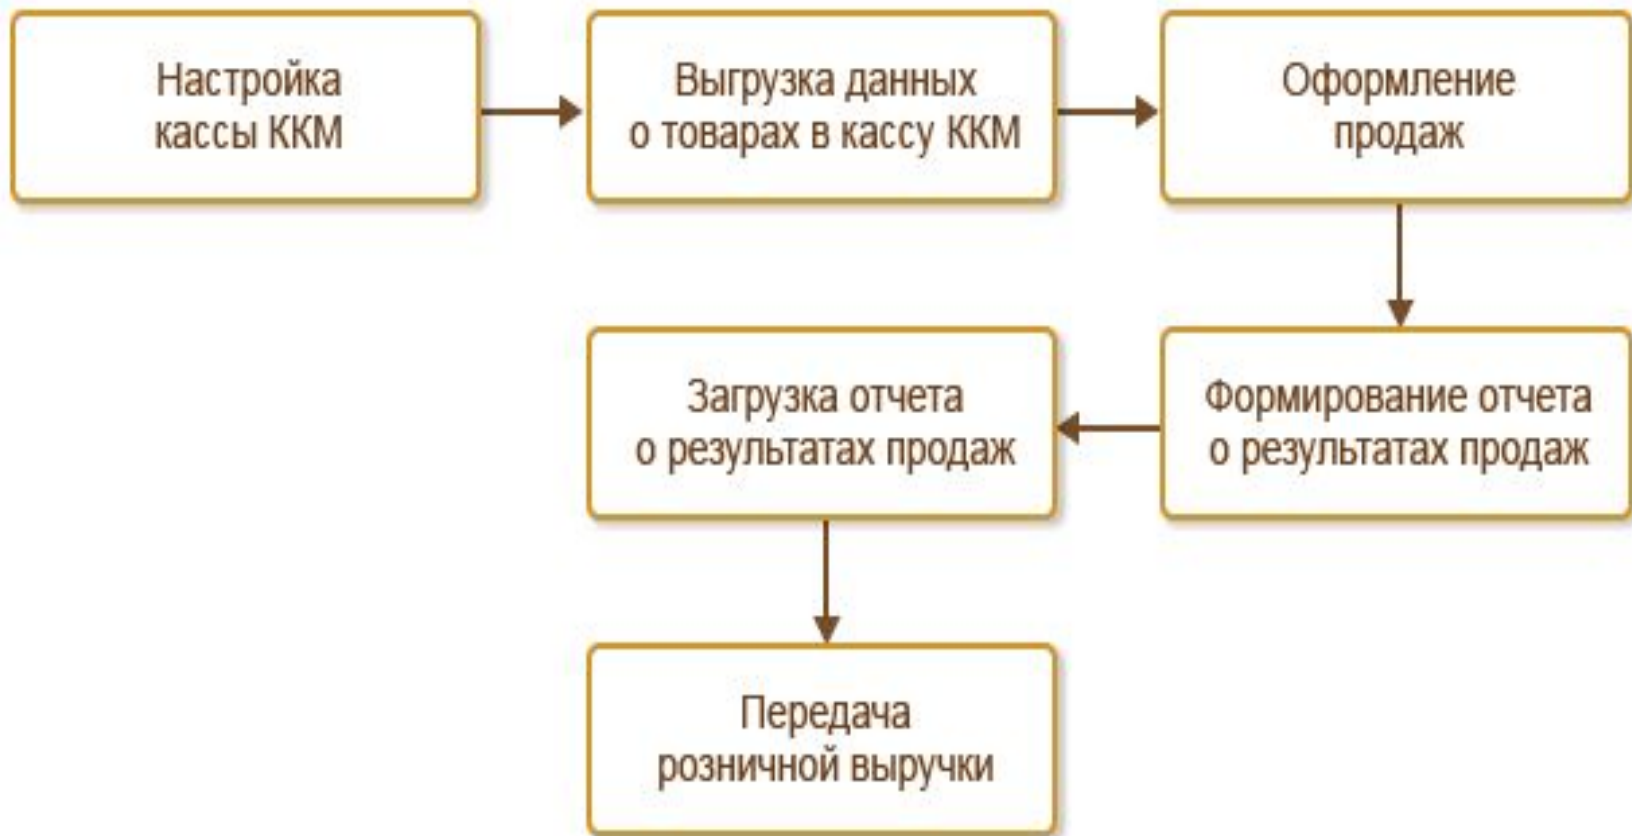 Настройка
кассы ККМ
Выгрузка данных
о товарах в кассу ККМ
Оформление
продаж
Формирование отчета
о результатах продаж
Загрузка отчета
о результатах продаж
Передача
розничной выручки